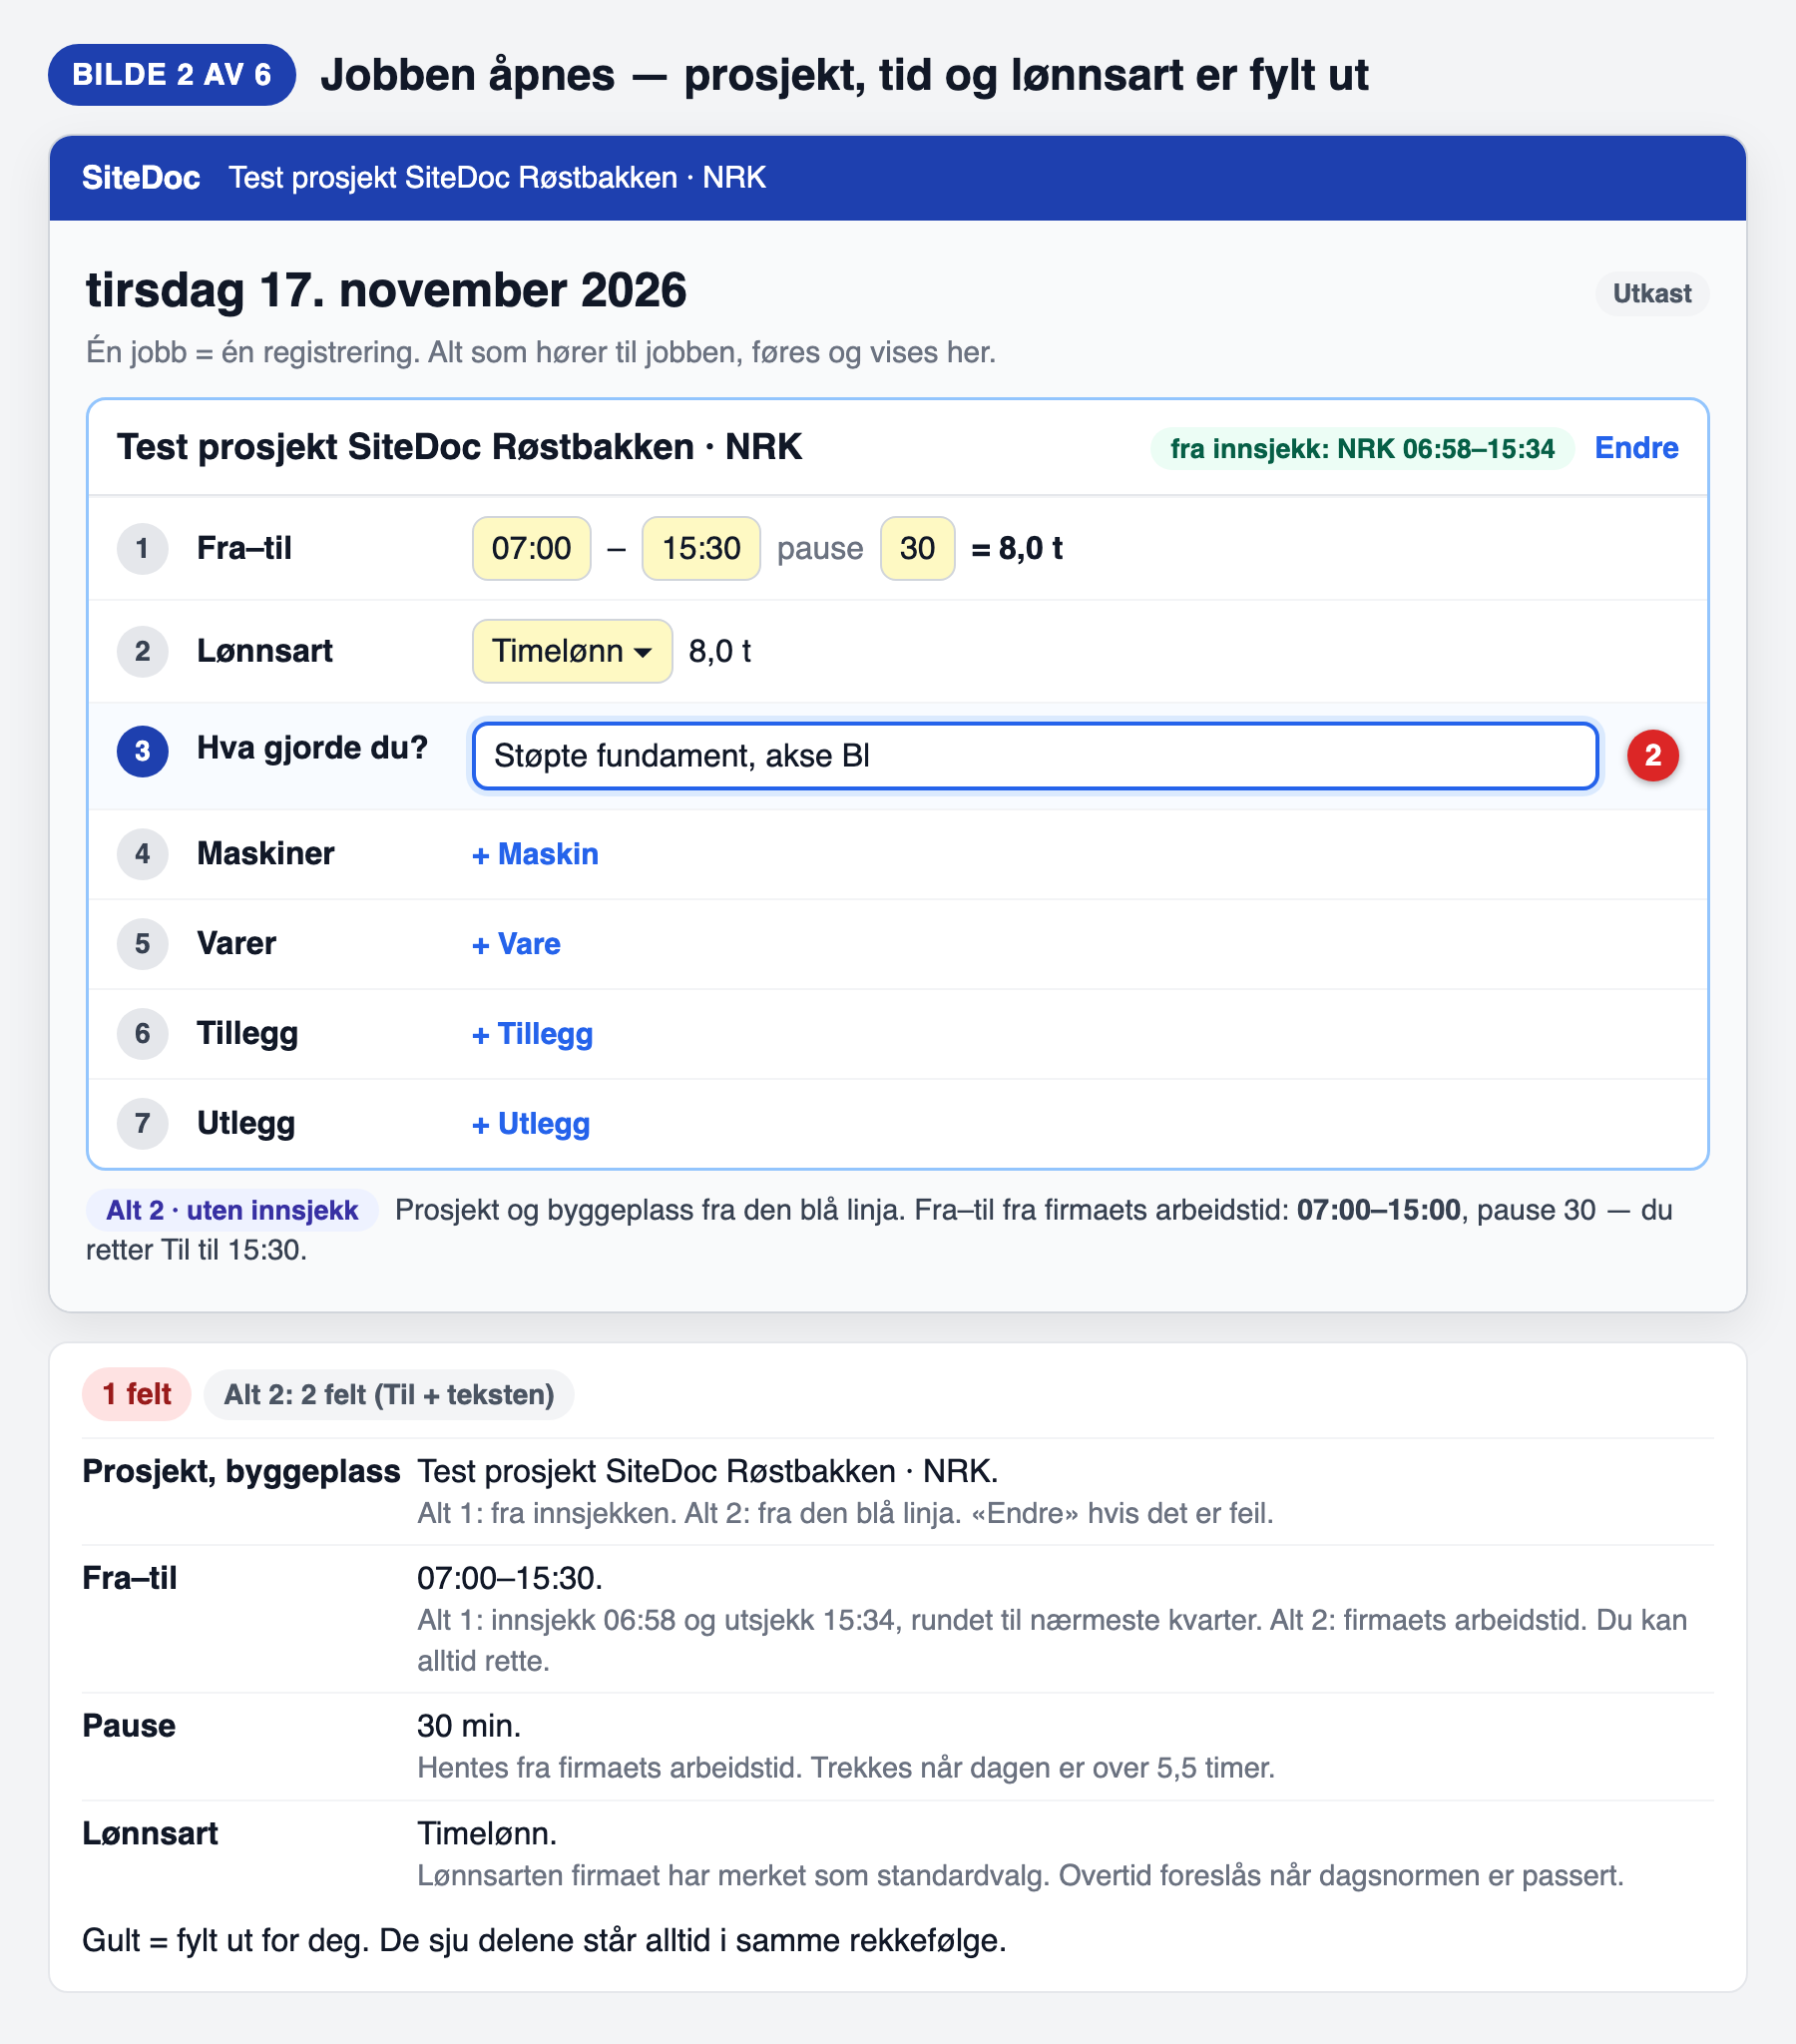 BILDE 2 AV 6 Jobben åpnes — prosjekt, tid og lønnsart er fylt ut
SiteDoc Test prosjekt SiteDoc Røstbakken · NRK
tirsdag 17. november 2026 Utkast
Én jobb = én registrering. Alt som hører til jobben, føres og vises her.
Test prosjekt SiteDoc Røstbakken · NRK fra innsjekk: NRK 06:58–15:34 Endre
1 Fra–til 07:00 – 15:30 pause 30 = 8,0 t
2 Lønnsart Timelønn 8,0 t
3 Hva gjorde du? Støpte fundament, akse Bl 2
4 Maskiner + Maskin
5 Varer + Vare
6 Tillegg + Tillegg
7 Utlegg + Utlegg
Alt 2 · uten innsjekk Prosjekt og byggeplass fra den blå linja. Fra–til fra firmaets arbeidstid: 07:00–15:00, pause 30 — du
retter Til til 15:30.
1 felt Alt 2: 2 felt (Til + teksten)
Prosjekt, byggeplass Test prosjekt SiteDoc Røstbakken · NRK.
Alt 1: fra innsjekken. Alt 2: fra den blå linja. «Endre» hvis det er feil.
Fra–til 07:00–15:30.
Alt 1: innsjekk 06:58 og utsjekk 15:34, rundet til nærmeste kvarter. Alt 2: firmaets arbeidstid. Du kan
alltid rette.
Pause 30 min.
Hentes fra firmaets arbeidstid. Trekkes når dagen er over 5,5 timer.
Lønnsart Timelønn.
Lønnsarten firmaet har merket som standardvalg. Overtid foreslås når dagsnormen er passert.
Gult = fylt ut for deg. De sju delene står alltid i samme rekkefølge.